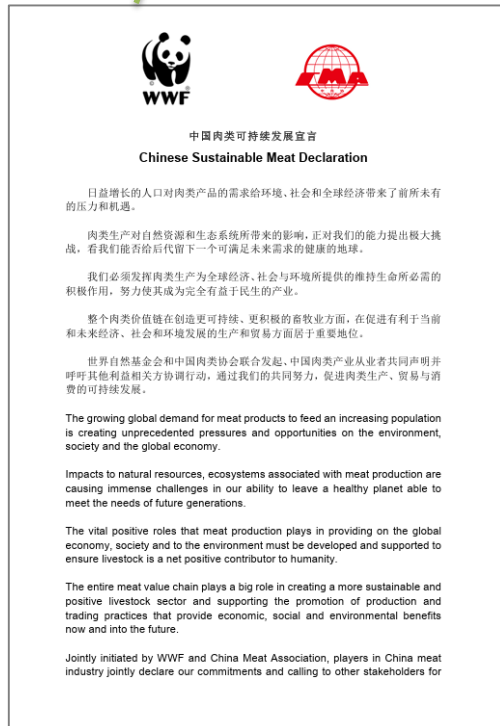 WWF
CMA
中国肉类可持续发展宣言
Chinese Sustainable Meat Declaration
日益增长的人口对肉类产品的需求给环境、社会和全球经济带来了前所未有
的压力和机遇。
肉类生产对自然资源和生态系统所带来的影响，正对我们的能力提出极大挑
战，看我们能否给后代留下一个可满足未来需求的健康的地球。
我们必须发挥肉类生产为全球经济、社会与环境所提供的维持生命所必需的
积极作用，努力使其成为完全有益于民生的产业。
整个肉类价值链在创造更可持续、更积极的畜牧业方面，在促进有利于当前
和未来经济、社会和环境发展的生产和贸易方面居于重要地位。
世界自然基金会和中国肉类协会联合发起、中国肉类产业从业者共同声明并
呼吁其他利益相关方协调行动，通过我们的共同努力，促进肉类生产、贸易与消
费的可持续发展。
The growing global demand for meat products to feed an increasing population
is creating unprecedented pressures and opportunities on the environment,
society and the global economy.
Impacts to natural resources, ecosystems associated with meat production are
causing immense challenges in our ability to leave a healthy planet able to
meet the needs of future generations.
The vital positive roles that meat production plays in providing on the global
economy, society and to the environment must be developed and supported to
ensure livestock is a net positive contributor to humanity.
The entire meat value chain plays a big role in creating a more sustainable and
positive livestock sector and supporting the promotion of production and
trading practices that provide economic, social and environmental benefits
now and into the future.
Jointly initiated by WWF and China Meat Association, players in China meat
industry jointly declare our commitments and calling to other stakeholders for